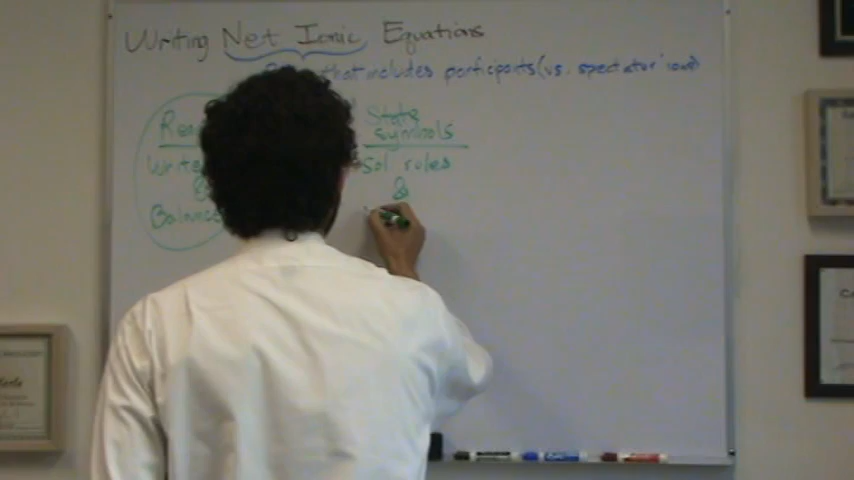 Writing Net Ionic Equations
that includes participants (vs. spectator ions)
State
symbols
Write sol rules
& &
Balance